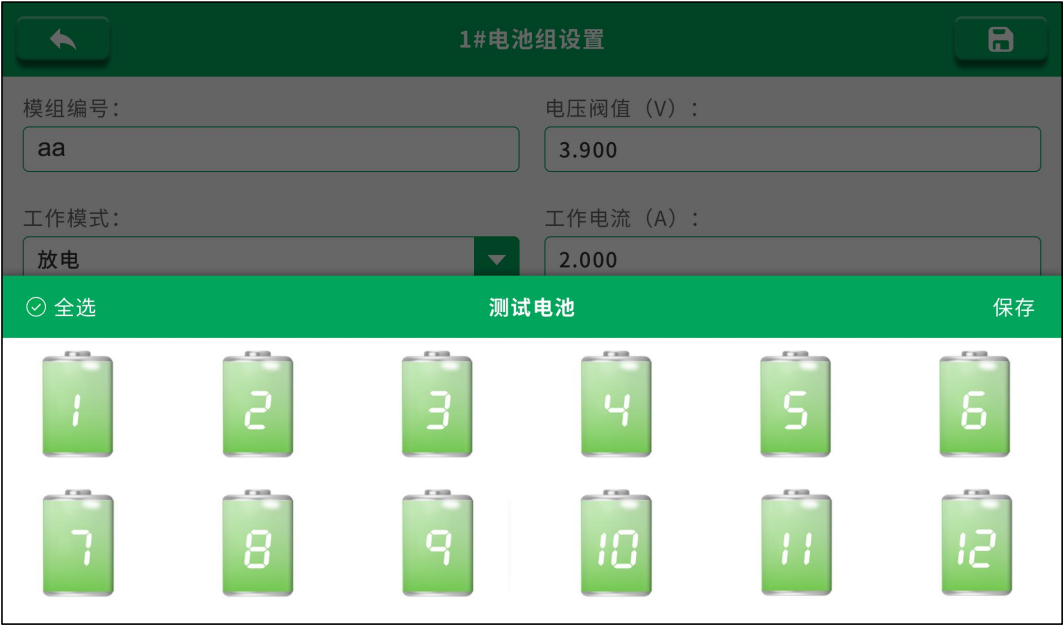 1#电池组设置
模组编号： 电压阀值（V）：
aa 3.900
工作模式： 工作电流（A）：
放电 2.000
全选 测试电池 保存
1 2 3 4 5 6
7 8 9 10 11 12